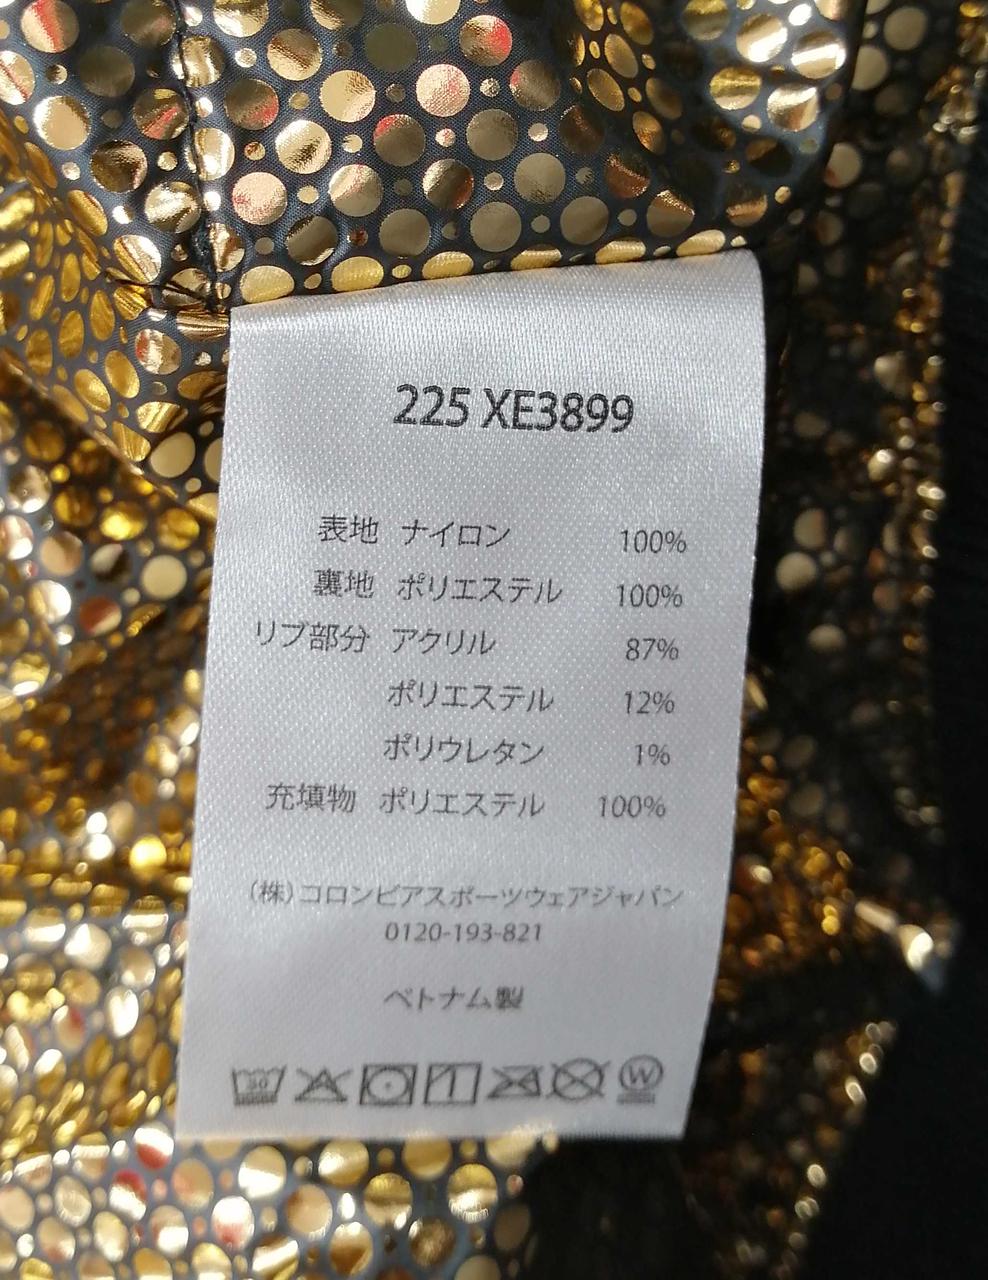 225 XE3899
表地 ナイロン 100%
裏地 ポリエステル 100%
リブ部分 アクリル 87%
ポリエステル 12%
ポリウレタン 1%
充填物 ポリエステル 100%
(株)コロンビアスポーツウェアジャパン
0120-193-821
ベトナム製
30 W